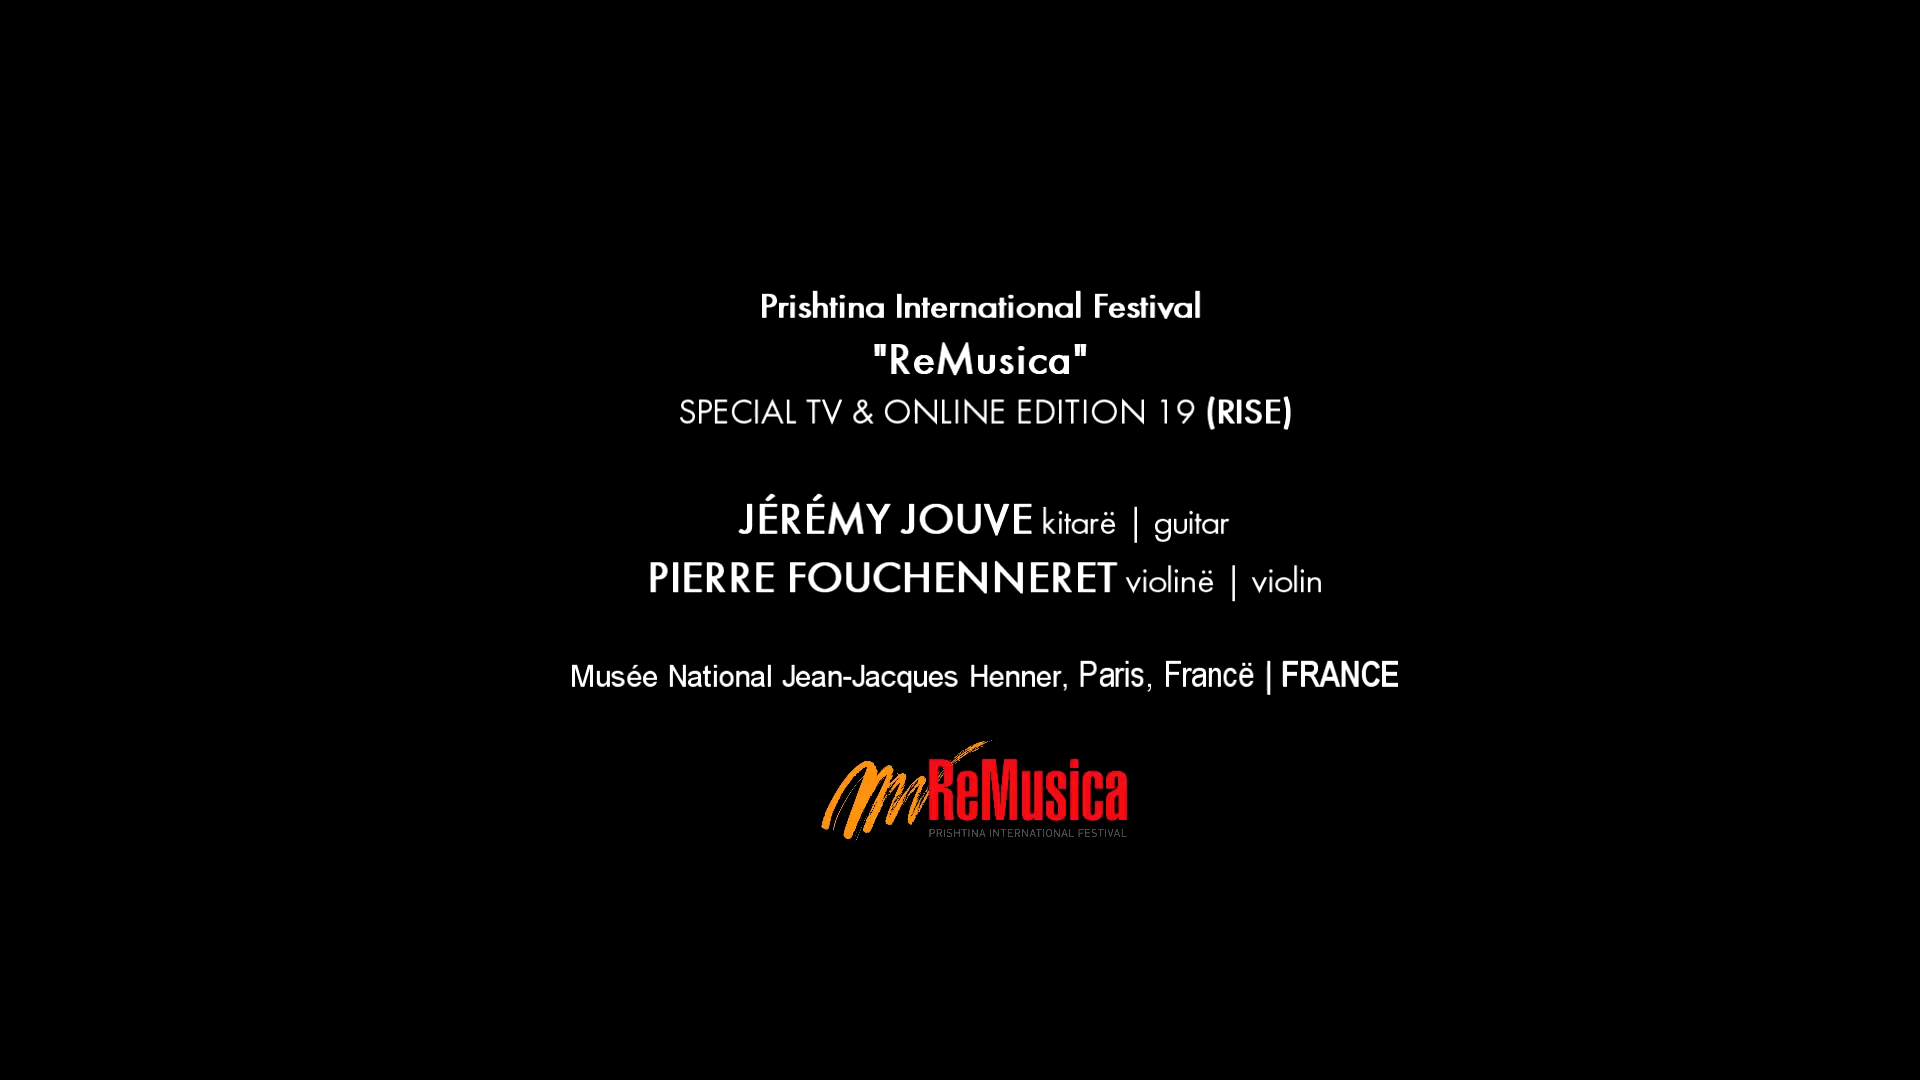 Prishtina International Festival
"ReMusica"
SPECIAL TV & ONLINE EDITION 19 (RISE)
JÉRÉMY JOUVE kitarë | guitar
PIERRE FOUCHENNERET violinë | violin
Musée National Jean-Jacques Henner, Paris, Francë | FRANCE
ReMusica
PRISHTINA INTERNATIONAL FESTIVAL